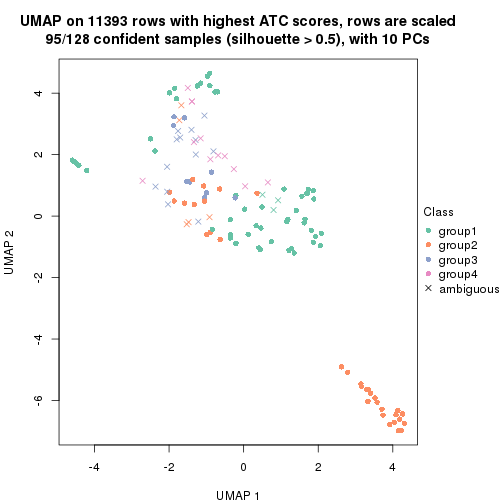 UMAP on 11393 rows with highest ATC scores, rows are scaled
95/128 confident samples (silhouette > 0.5), with 10 PCs
4
2
0
-2
-4
-6
UMAP 2
-4
-2
0
2
4
UMAP 1
Class
group1
group2
group3
group4
ambiguous